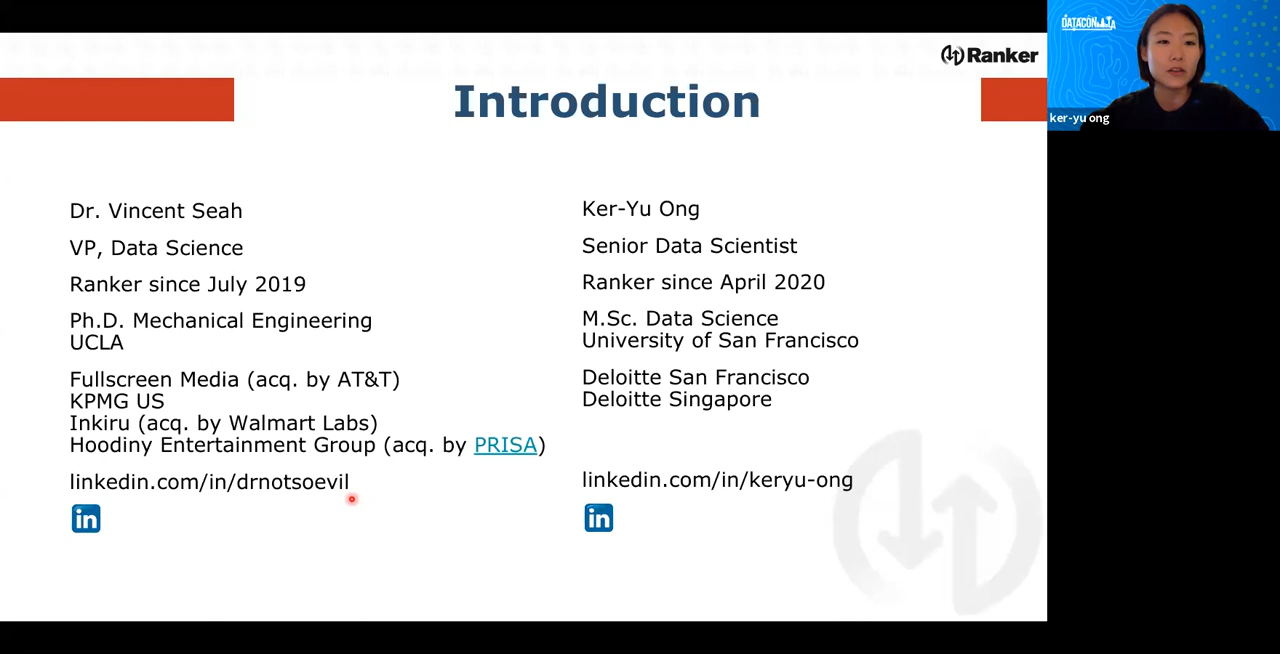 Ranker
DATACON LA
ker-yu ong
Introduction
Dr. Vincent Seah
VP, Data Science
Ranker since July 2019
Ph.D. Mechanical Engineering
UCLA
Fullscreen Media (acq. by AT&T)
KPMG US
Inkiru (acq. by Walmart Labs)
Hoodiny Entertainment Group (acq. by PRISA)
linkedin.com/in/drnotsoevil
in
Ker-Yu Ong
Senior Data Scientist
Ranker since April 2020
M.Sc. Data Science
University of San Francisco
Deloitte San Francisco
Deloitte Singapore
linkedin.com/in/keryu-ong
in